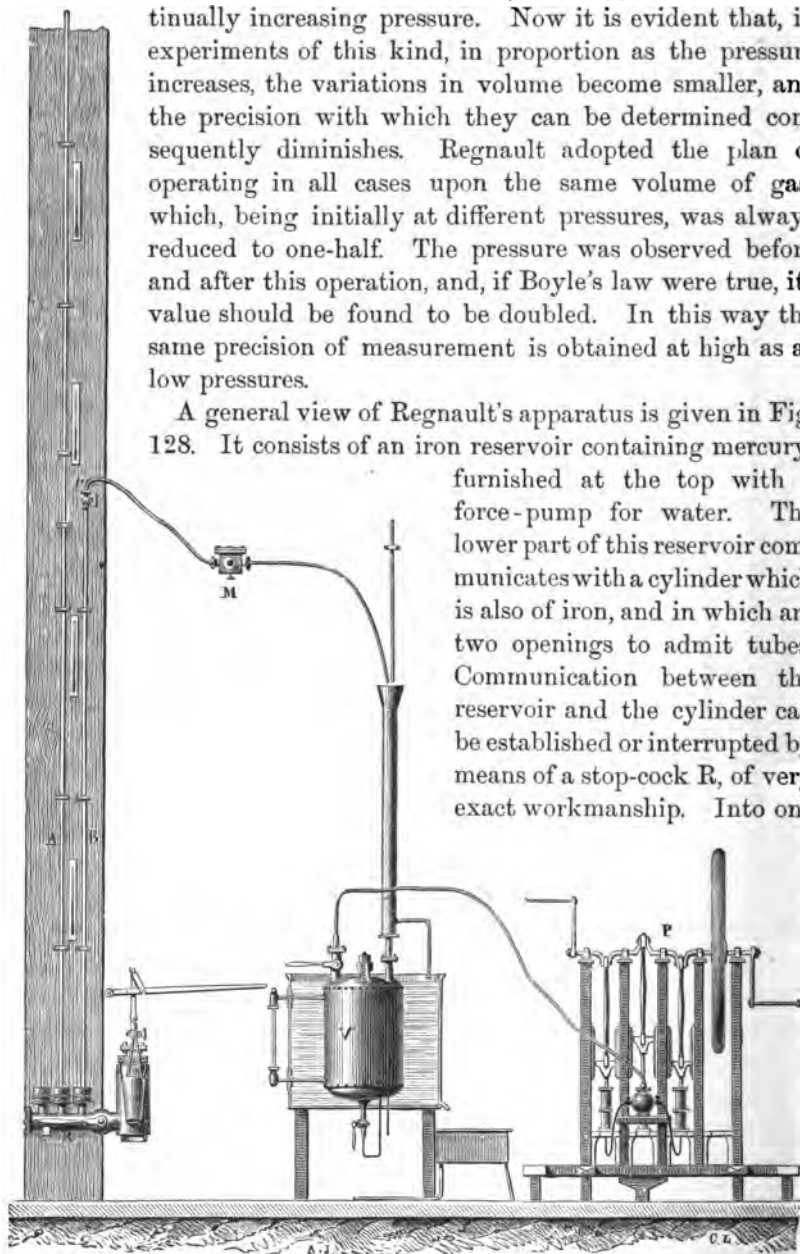 tinually increasing pressure. Now it is evident that, i
experiments of this kind, in proportion as the pressur
increases, the variations in volume become smaller, an
the precision with which they can be determined con
sequently diminishes. Regnault adopted the plan o
operating in all cases upon the same volume of gas
which, being initially at different pressures, was alway
reduced to one-half. The pressure was observed befor
and after this operation, and, if Boyle's law were true, it
value should be found to be doubled. In this way th
same precision of measurement is obtained at high as a
low pressures.
A general view of Regnault's apparatus is given in Fig
128. It consists of an iron reservoir containing mercury
furnished at the top with
force-pump for water. Th
lower part of this reservoir com
municates with a cylinder whic
is also of iron, and in which ar
two openings to admit tubes
Communication between th
reservoir and the cylinder ca
be established or interrupted b
means of a stop-cock R, of very
exact workmanship. Into on
M
A B
P
V
R